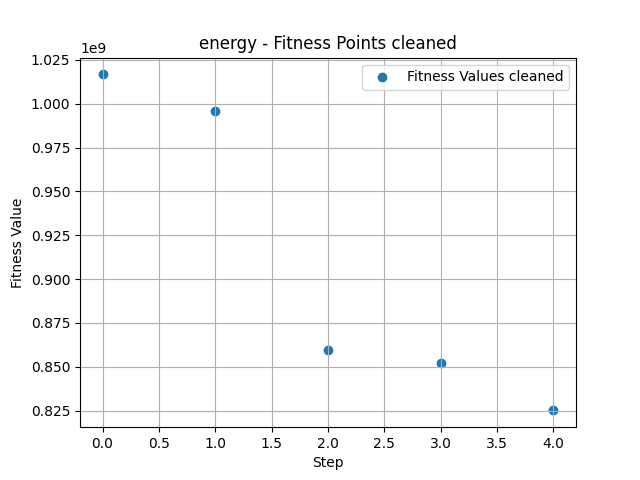 energy - Fitness Points cleaned
1e9
Fitness Values cleaned
1.025
1.000
0.975
0.950
0.925
0.900
0.875
0.850
0.825
Fitness Value
0.0 0.5 1.0 1.5 2.0 2.5 3.0 3.5 4.0
Step